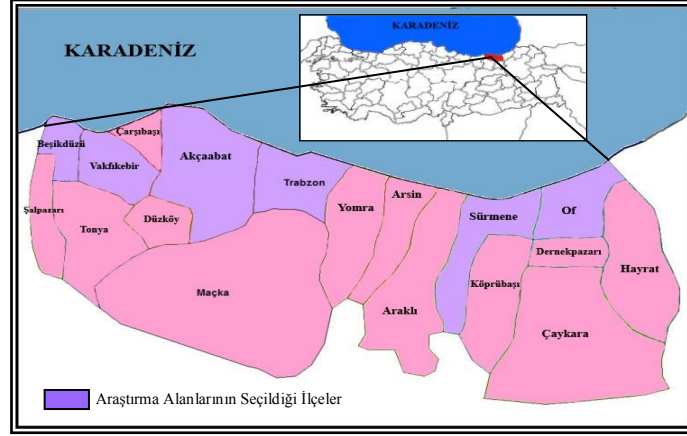 KARADENİZ
KARADENİZ
Beşikdüzü
Vakfıkebir
Çarşıbaşı
Akçaabat
Trabzon
Yomra
Arsin
Sürmene
Of
Şalpazarı
Tonya
Düzköy
Dernekpazarı
Hayrat
Maçka
Köprübaşı
Araklı
Çaykara
Araştırma Alanlarının Seçildiği İlçeler